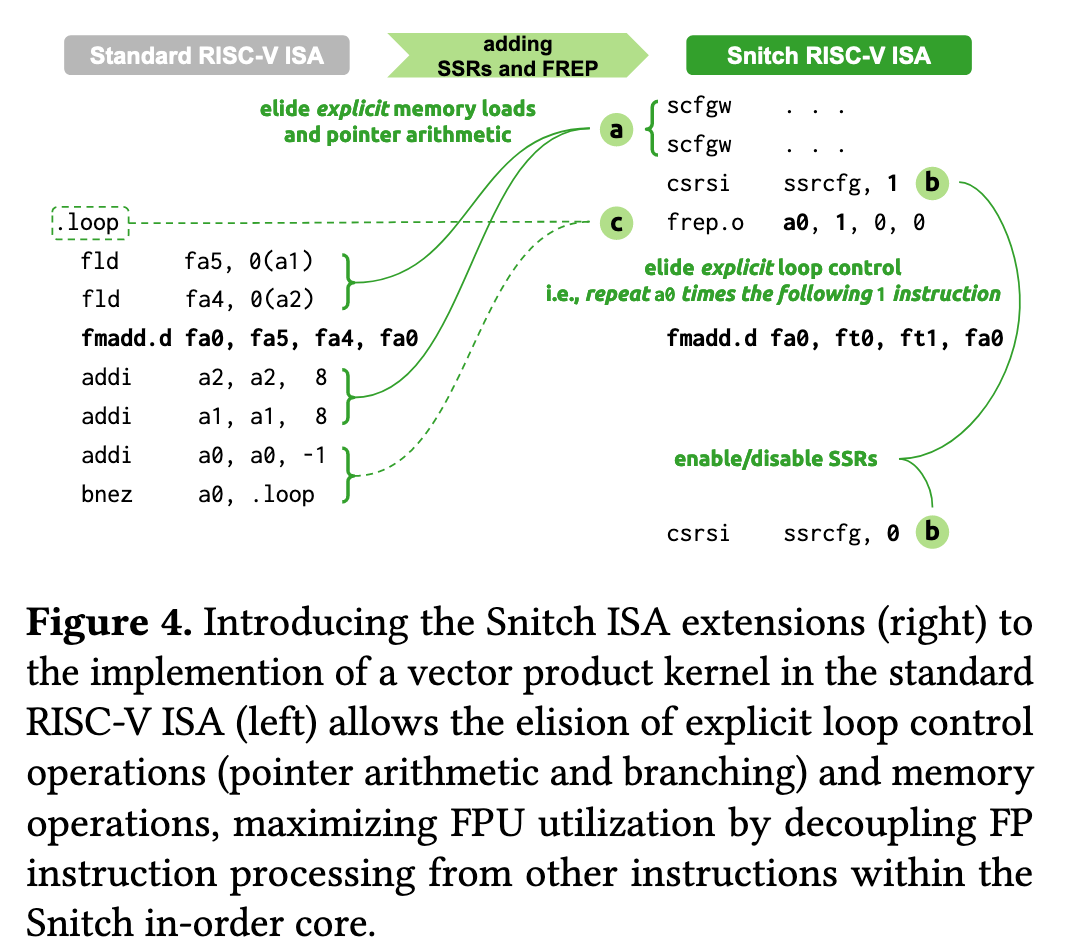 Standard RISC-V ISA
adding
SSRs and FREP
Snitch RISC-V ISA
elide explicit memory loads
and pointer arithmetic
.loop
fld fa5, 0(a1)
fld fa4, 0(a2)
fmadd.d fa0, fa5, fa4, fa0
addi a2, a2, 8
addi a1, a1, 8
addi a0, a0, -1
bnez a0, .loop
a
scfgw . . .
scfgw . . .
csrsi ssrcfg, 1 b
c
frep.o a0, 1, 0, 0
elide explicit loop control
i.e., repeat a0 times the following 1 instruction
fmadd.d fa0, ft0, ft1, fa0
enable/disable SSRs
csrsi ssrcfg, 0 b
Figure 4. Introducing the Snitch ISA extensions (right) to
the implemention of a vector product kernel in the standard
RISC-V ISA (left) allows the elision of explicit loop control
operations (pointer arithmetic and branching) and memory
operations, maximizing FPU utilization by decoupling FP
instruction processing from other instructions within the
Snitch in-order core.